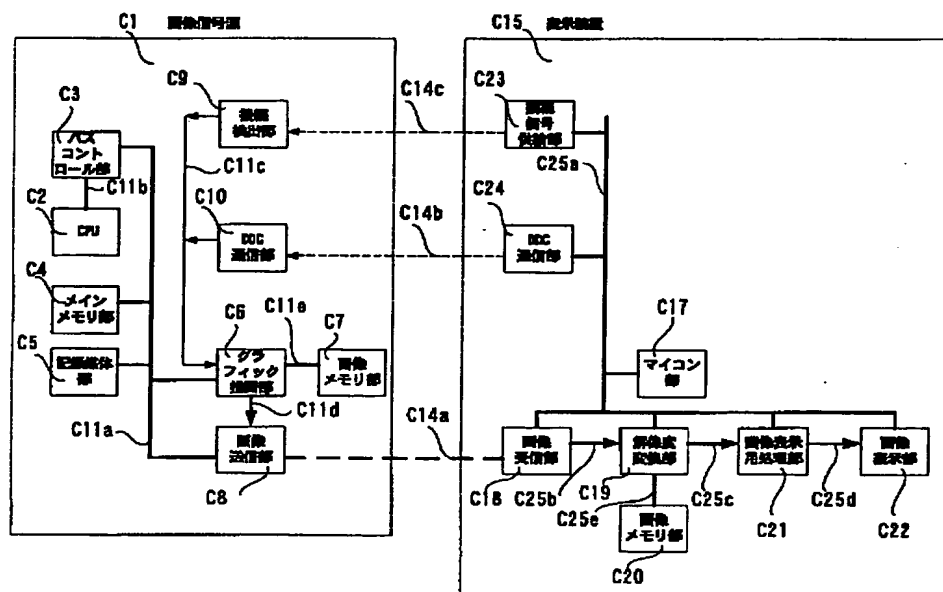 C1
画像信号源
C3
バス
コント
ロール部
C11b
C2
CPU
C4
メイン
メモリ部
C5
記録媒体
部
C11a
C9
接続
検出部
C11c
C10
DDC
通信部
C6
グラ
フィック
描画部
C11e
C7
画像
メモリ部
C11d
画像
送信部
C8
C14c
C14b
C14a
C15
表示装置
C23
接続
信号
供給部
C25a
C24
DDC
通信部
C17
マイコン
部
画像
受信部
C18
C25b
解像度
変換部
C19
C25e
C25c
画像表示
用処理部
C21
C25d
画像
表示部
C22
画像
メモリ部
C20